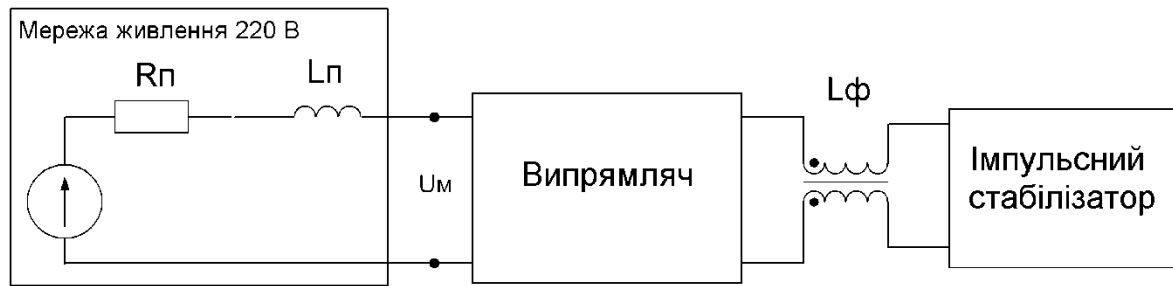 Мережа живлення 220 В
Rп
Lп
Uм
Випрямляч
Lф
Імпульсний
стабілізатор